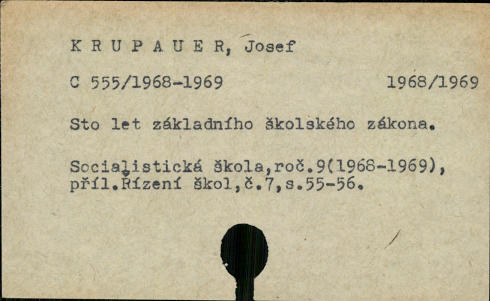 K R U P A U E R, Josef
C 555/1968-1969 1968/1969
Sto let základního školského zákona.
Socialistická škola,roč.9(1968-1969),
příl.Řízení škol,č.7,s.55-56.